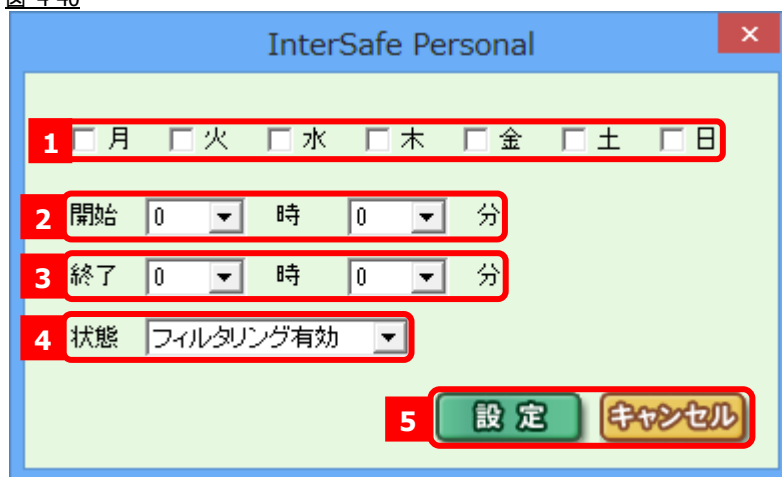 図 4-40
InterSafe Personal
1 月 火 水 木 金 土 日
2 開始 0 時 0 分
3 終了 0 時 0 分
4 状態 フィルタリング有効
5 設定 キャンセル